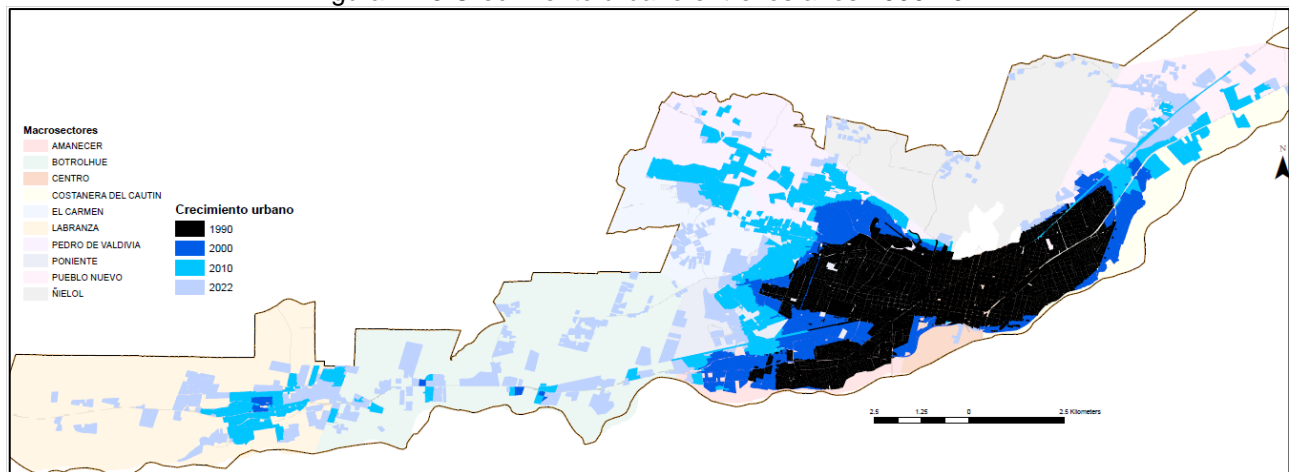 Macrosectores
AMANECER
BOTROLHUE
CENTRO
COSTANERA DEL CAUTIN
EL CARMEN
LABRANZA
PEDRO DE VALDIVIA
PONIENTE
PUEBLO NUEVO
ÑIELOL
Crecimiento urbano
1990
2000
2010
2022
N
2.5 1.25 0 2.5 Kilometers